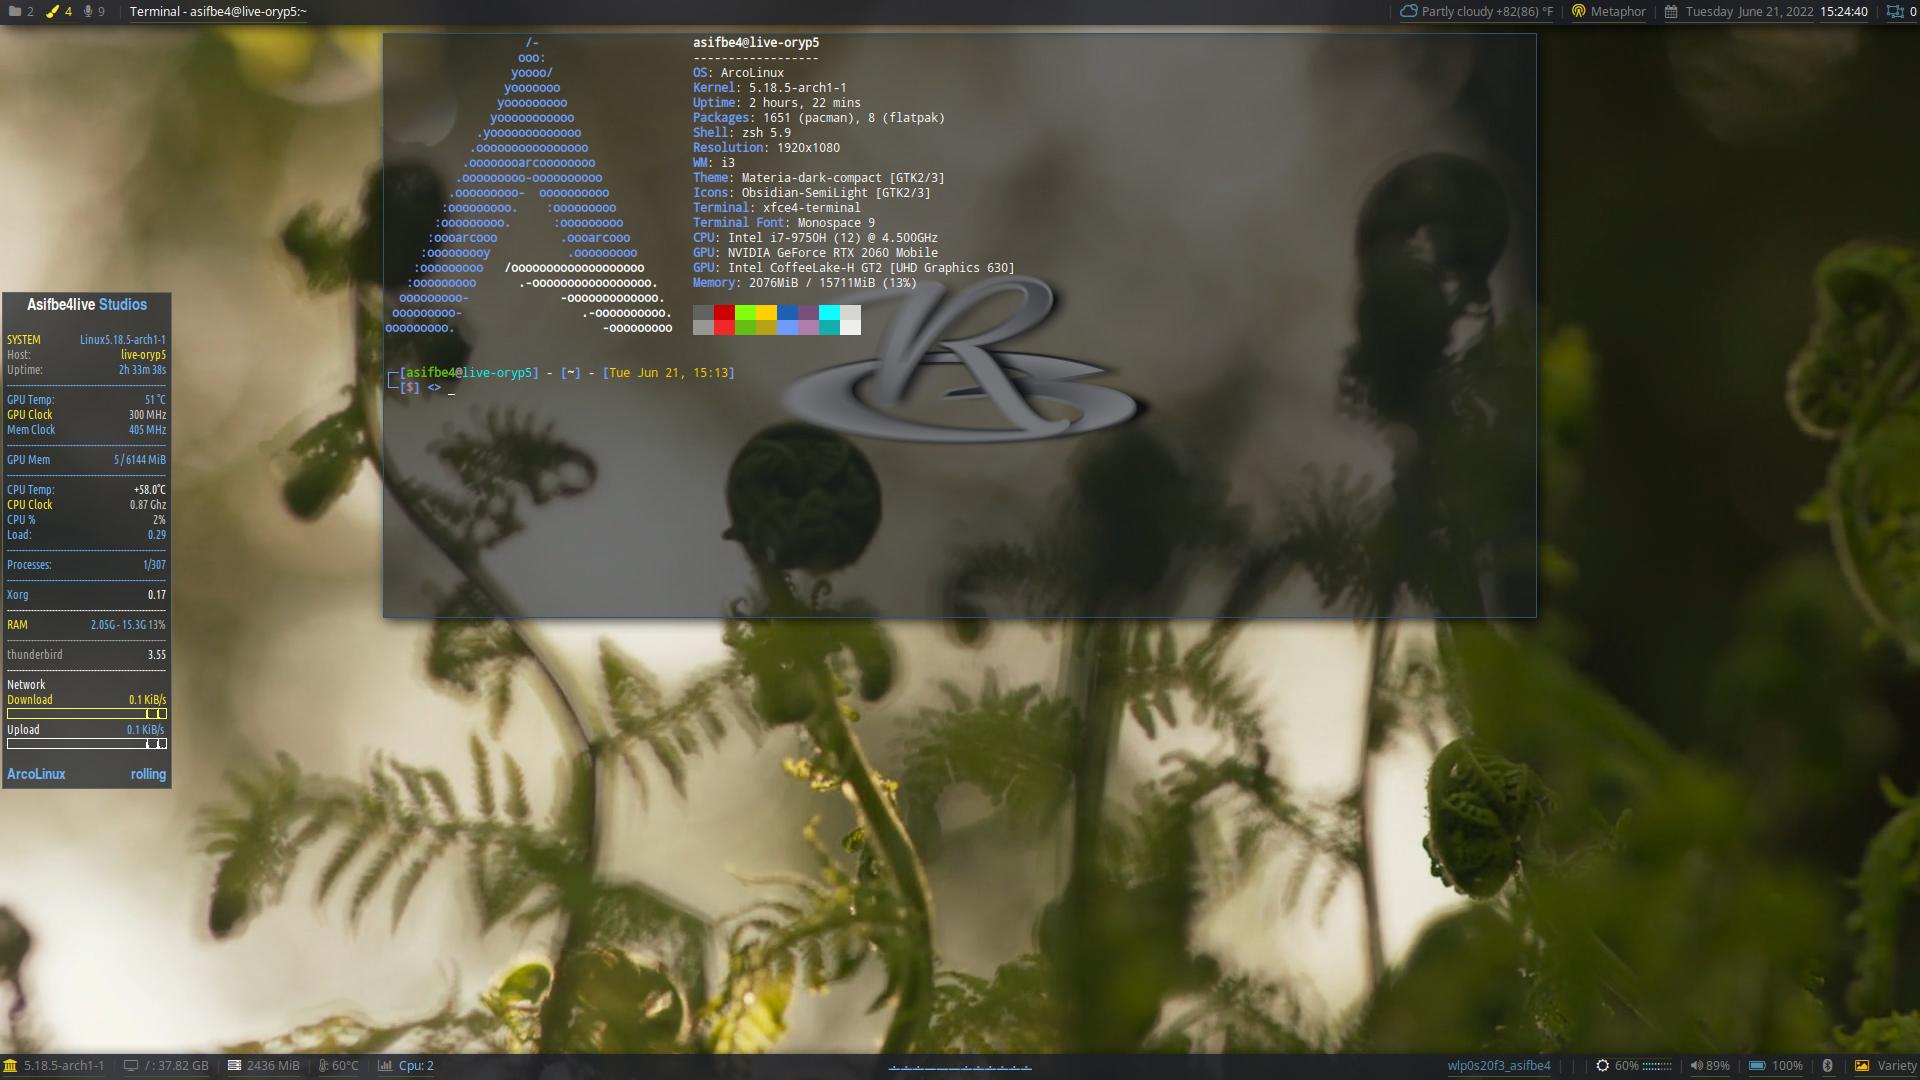 2 4 9 Terminal - asifbe4@live-oryp5:~ Partly cloudy +82(86) °F Metaphor Tuesday June 21, 2022 15:24:40 0
/-
ooo:
yoooo/
yooooooo
yooooooooo
yooooooooooo
.yooooooooooooo
.oooooooooooooooo
.ooooooooarcoooooooo
.ooooooooo-oooooooooo
.ooooooooo-  oooooooooo
:ooooooooo.    :ooooooooo
:ooooooooo.      :ooooooooo
:oooarcooo         .oooarcooo
:ooooooooy           .ooooooooo
:ooooooooo   /ooooooooooooooooooo
:ooooooooo      .-ooooooooooooooooo.
ooooooooo-             -ooooooooooooo.
ooooooooo-                 .-oooooooooo.
ooooooooo.                     -ooooooooo
asifbe4@live-oryp5
------------------
OS: ArcoLinux
Kernel: 5.18.5-arch1-1
Uptime: 2 hours, 22 mins
Packages: 1651 (pacman), 8 (flatpak)
Shell: zsh 5.9
Resolution: 1920x1080
WM: i3
Theme: Materia-dark-compact [GTK2/3]
Icons: Obsidian-SemiLight [GTK2/3]
Terminal: xfce4-terminal
Terminal Font: Monospace 9
CPU: Intel i7-9750H (12) @ 4.500GHz
GPU: NVIDIA GeForce RTX 2060 Mobile
GPU: Intel CoffeeLake-H GT2 [UHD Graphics 630]
Memory: 2076MiB / 15711MiB (13%)
[asifbe4@live-oryp5] - [~] - [Tue Jun 21, 15:13]
[$] <> _
Asifbe4live Studios
SYSTEM Linux5.18.5-arch1-1
Host: live-oryp5
Uptime: 2h 33m 38s
GPU Temp: 51 °C
GPU Clock 300 MHz
Mem Clock 405 MHz
GPU Mem 5 / 6144 MiB
CPU Temp: +58.0°C
CPU Clock 0.87 Ghz
CPU % 2%
Load: 0.29
Processes: 1/307
Xorg 0.17
RAM 2.05G - 15.3G 13%
thunderbird 3.55
Network
Download 0.1 KiB/s
Upload 0.1 KiB/s
ArcoLinux rolling
5.18.5-arch1-1 / : 37.82 GB 2436 MiB : 60°C Cpu: 2 wlp0s20f3_asifbe4 60% 89% 100% Variety